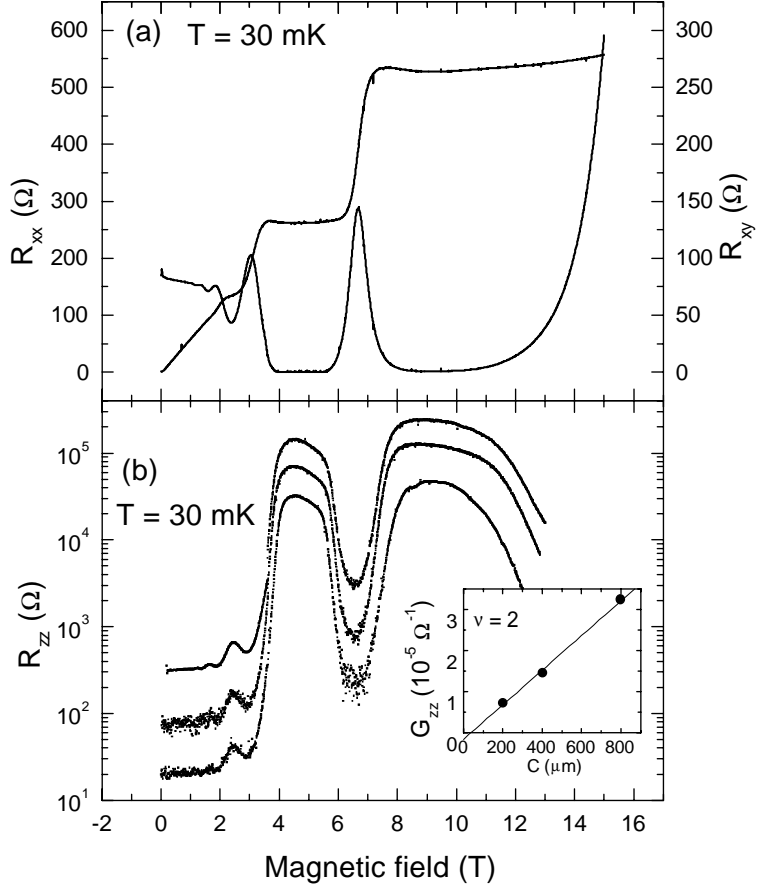 (a) T = 30 mK
600
500
400
300
200
100
0
R_xx (Ω)
300
250
200
150
100
50
0
R_xy (Ω)
(b)
T = 30 mK
10^5
10^4
10^3
10^2
10^1
R_zz (Ω)
ν = 2
3
2
1
0
G_zz (10^-5 Ω^-1)
200 400 600 800
C (μm)
-2 0 2 4 6 8 10 12 14 16
Magnetic field (T)